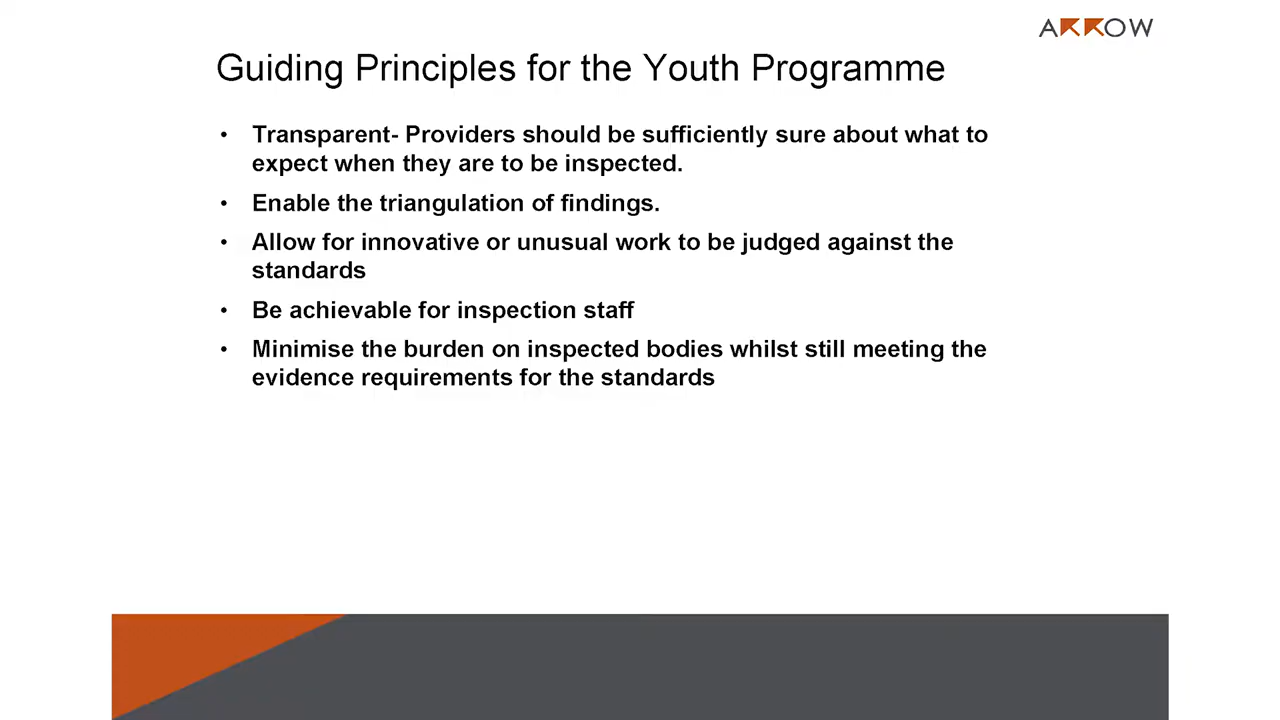 ARROW
Guiding Principles for the Youth Programme
• Transparent- Providers should be sufficiently sure about what to
expect when they are to be inspected.
• Enable the triangulation of findings.
• Allow for innovative or unusual work to be judged against the
standards
• Be achievable for inspection staff
• Minimise the burden on inspected bodies whilst still meeting the
evidence requirements for the standards